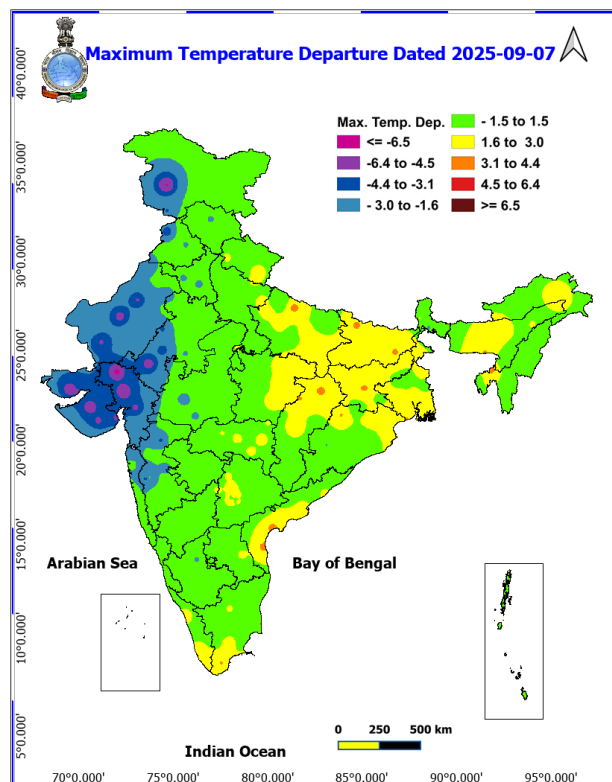 Maximum Temperature Departure Dated 2025-09-07
Max. Temp. Dep.
<= -6.5
-6.4 to -4.5
-4.4 to -3.1
- 3.0 to -1.6
- 1.5 to 1.5
1.6 to 3.0
3.1 to 4.4
4.5 to 6.4
>= 6.5
40°0.000'
35°0.000'
30°0.000'
25°0.000'
20°0.000'
15°0.000'
10°0.000'
5°0.000'
Arabian Sea
Bay of Bengal
Indian Ocean
0 250 500 km
70°0.000' 75°0.000' 80°0.000' 85°0.000' 90°0.000' 95°0.000'